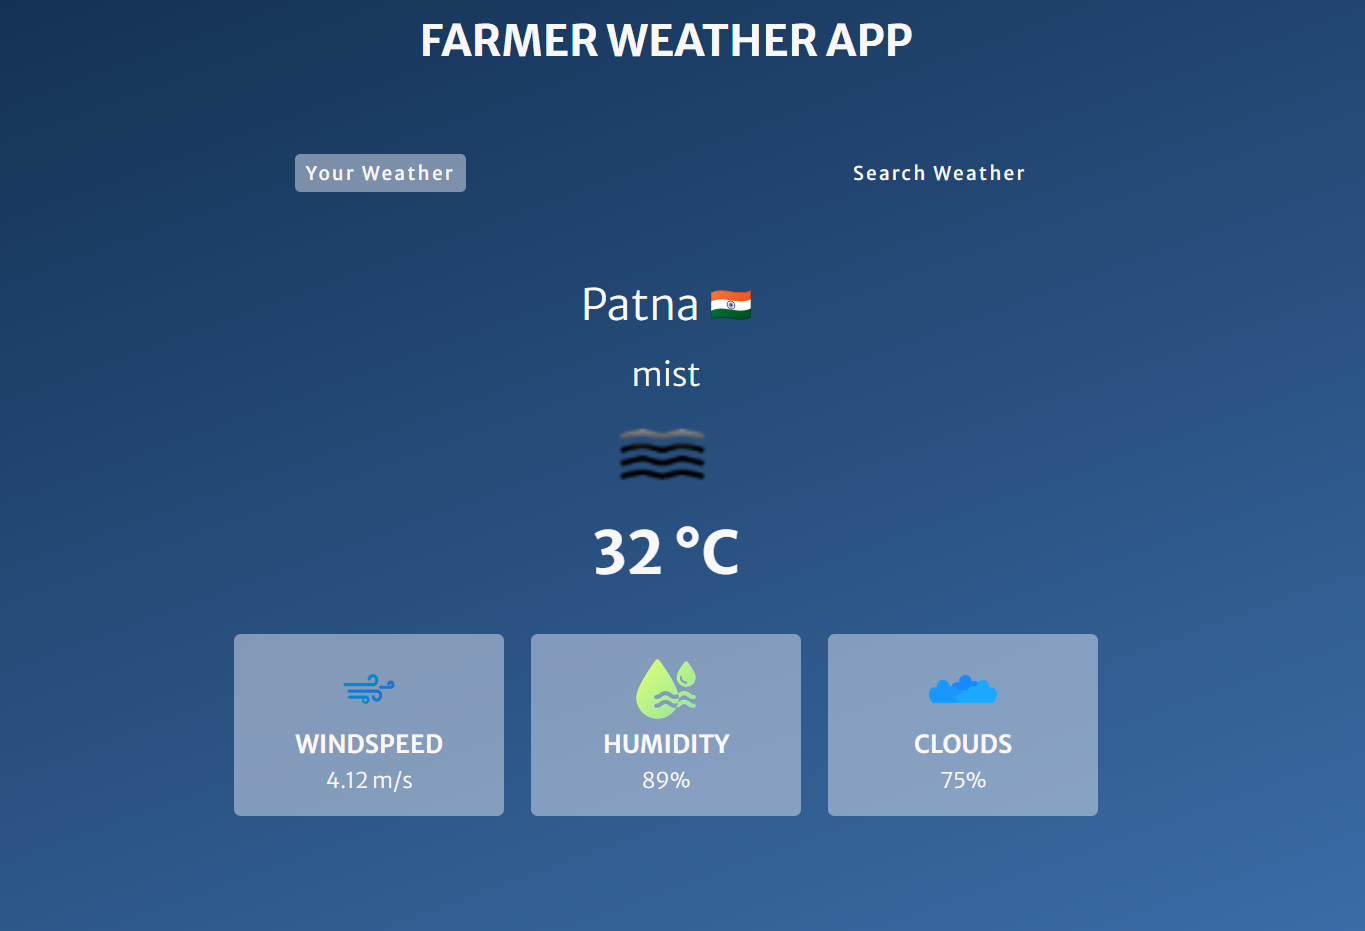 FARMER WEATHER APP
Your Weather
Search Weather
Patna
mist
32 °C
WINDSPEED
4.12 m/s
HUMIDITY
89%
CLOUDS
75%